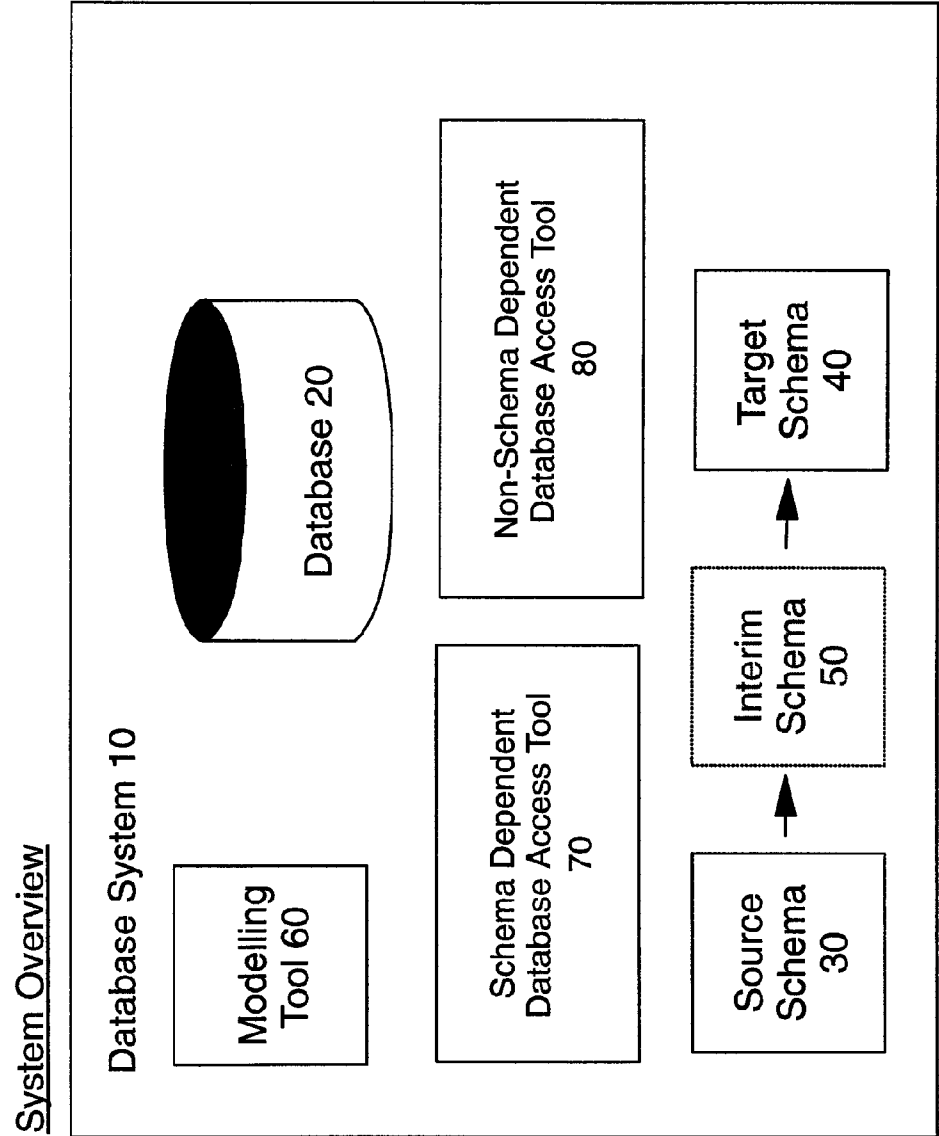 System Overview
Database System 10
Modelling
Tool 60
Database 20
Schema Dependent
Database Access Tool
70
Non-Schema Dependent
Database Access Tool
80
Source
Schema
30
Interim
Schema
50
Target
Schema
40